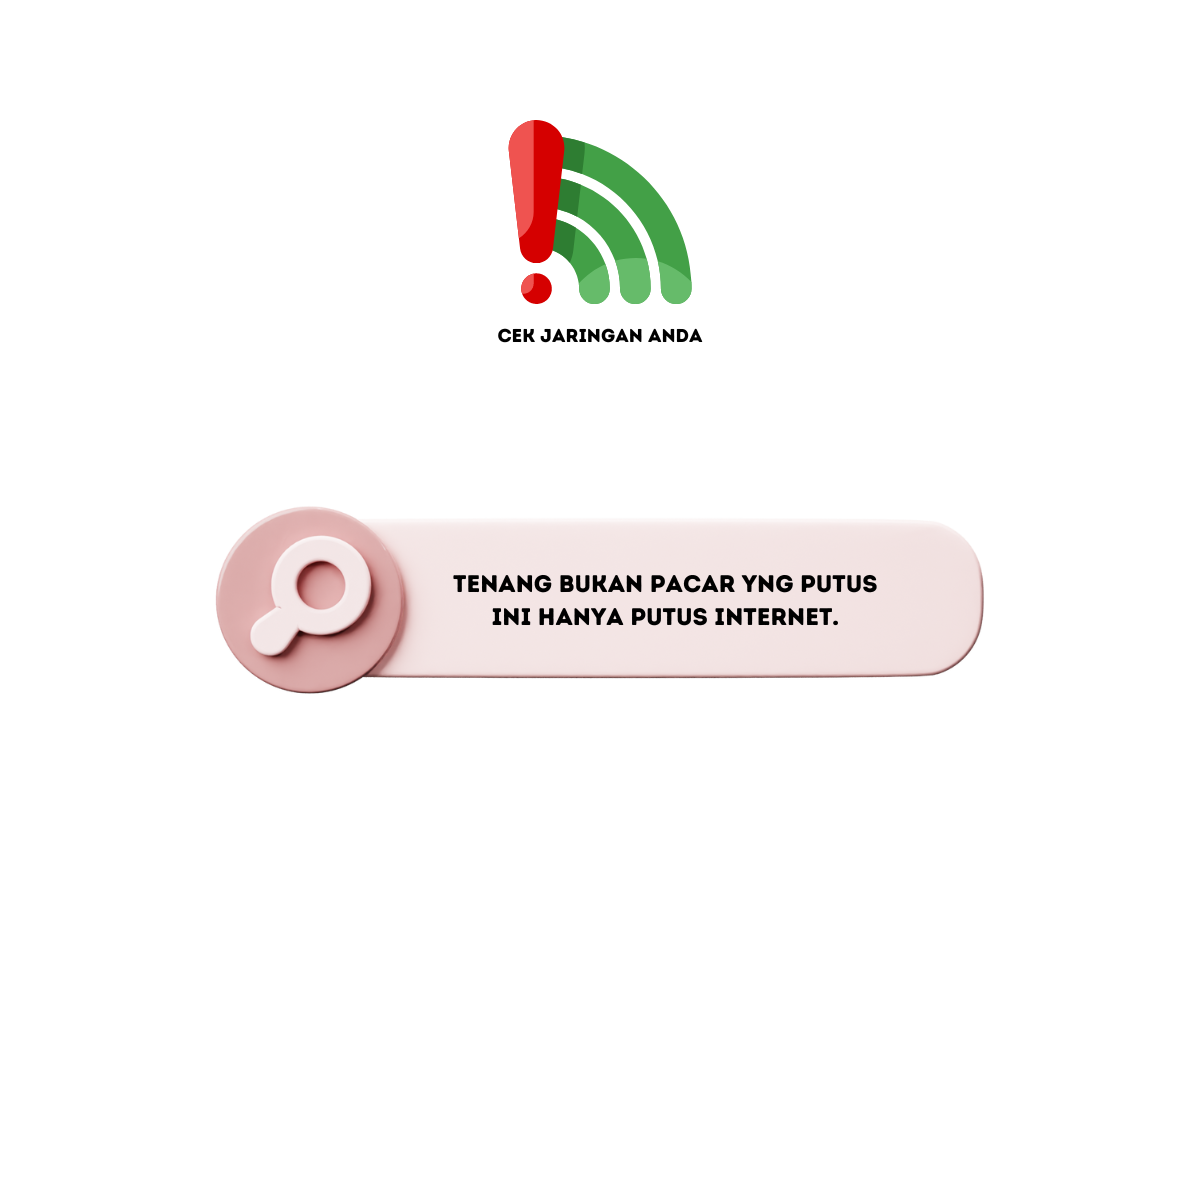 CEK JARINGAN ANDA
TENANG BUKAN PACAR YNG PUTUS
INI HANYA PUTUS INTERNET.